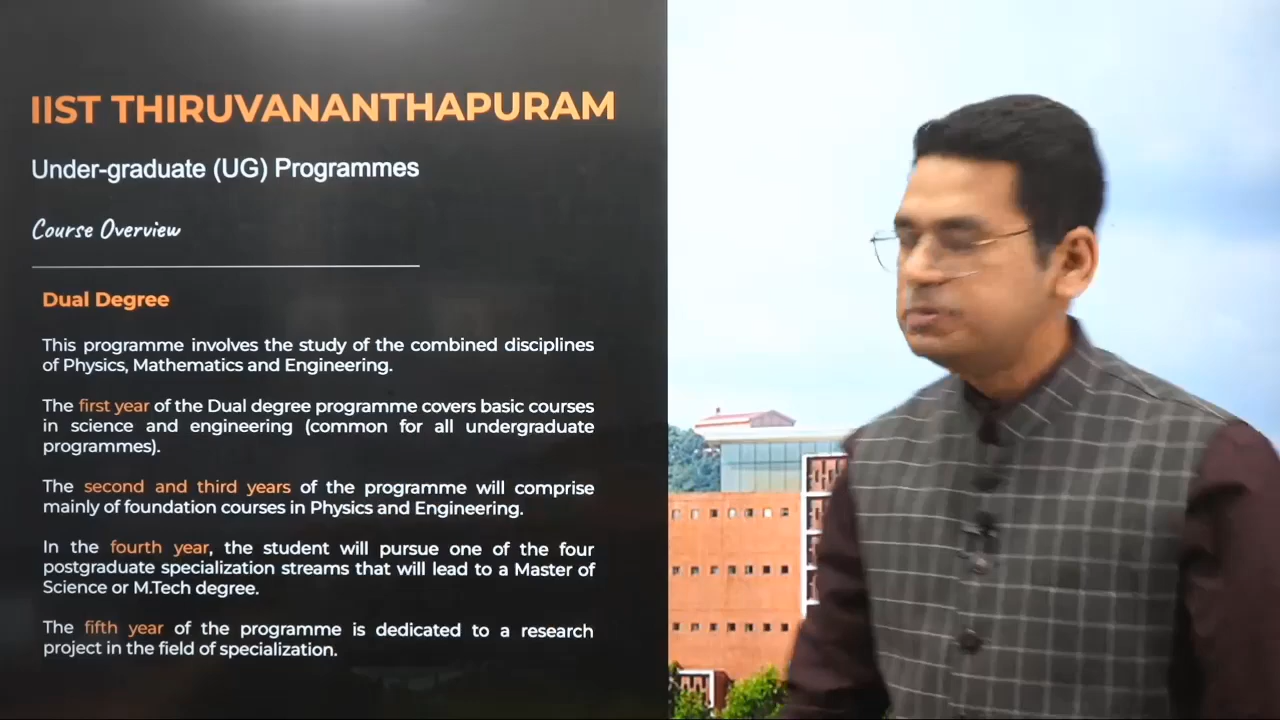 IIST THIRUVANANTHAPURAM
Under-graduate (UG) Programmes
Course Overview
Dual Degree
This programme involves the study of the combined disciplines
of Physics, Mathematics and Engineering.
The first year of the Dual degree programme covers basic courses
in science and engineering (common for all undergraduate
programmes).
The second and third years of the programme will comprise
mainly of foundation courses in Physics and Engineering.
In the fourth year, the student will pursue one of the four
postgraduate specialization streams that will lead to a Master of
Science or M.Tech degree.
The fifth year of the programme is dedicated to a research
project in the field of specialization.